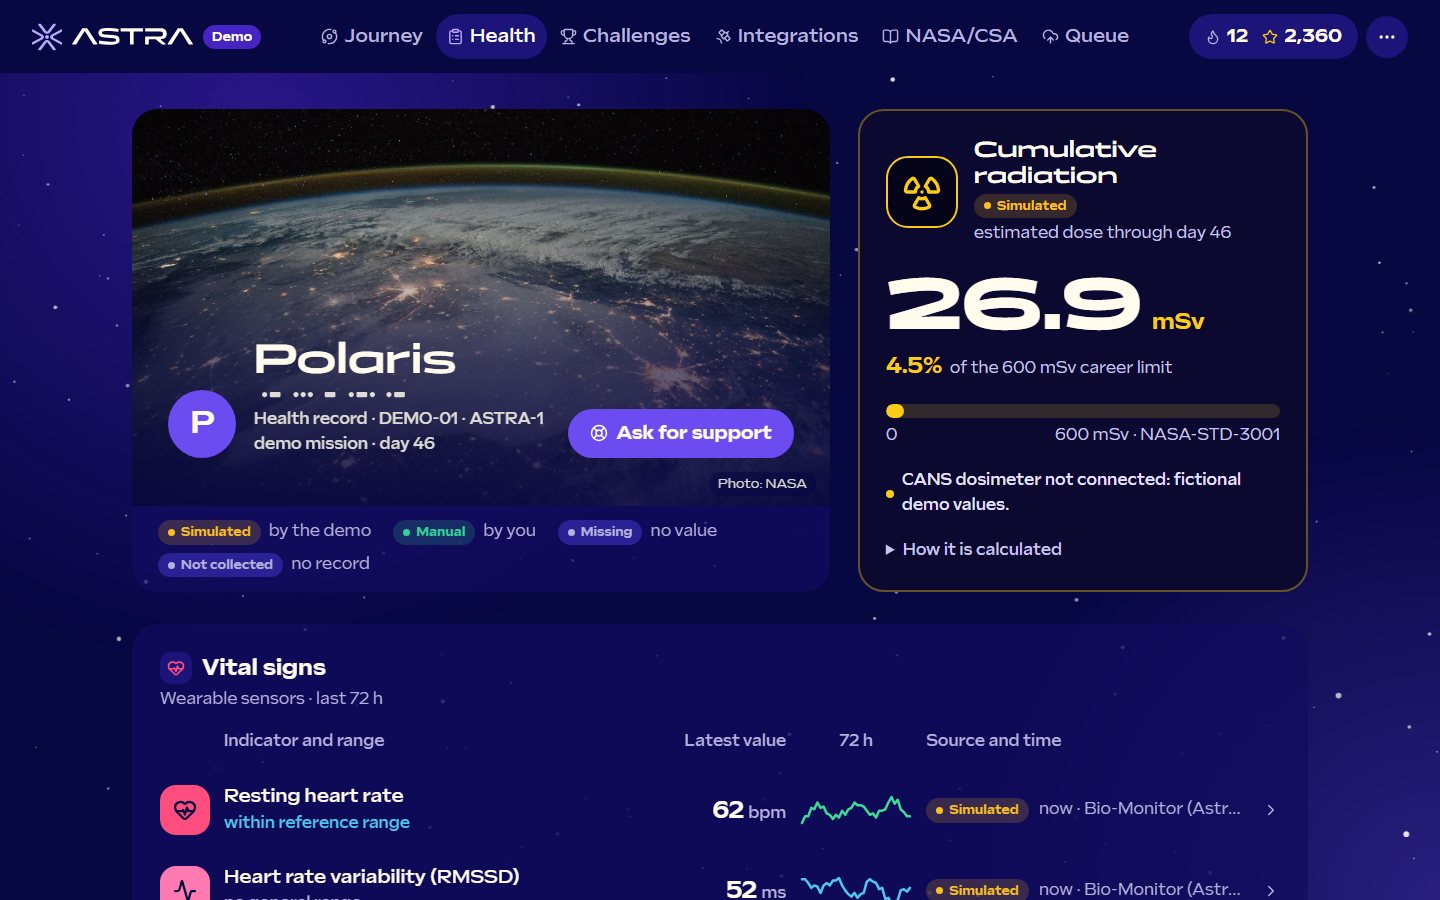 ASTRA Demo Journey Health Challenges Integrations NASA/CSA Queue 12 2,360
Polaris
P
Health record · DEMO-01 · ASTRA-1
demo mission · day 46
Ask for support
Photo: NASA
Simulated by the demo Manual by you Missing no value
Not collected no record
Cumulative
radiation
Simulated
estimated dose through day 46
26.9 mSv
4.5% of the 600 mSv career limit
0 600 mSv · NASA-STD-3001
CANS dosimeter not connected: fictional
demo values.
How it is calculated
Vital signs
Wearable sensors · last 72 h
Indicator and range Latest value 72 h Source and time
Resting heart rate
within reference range
62 bpm Simulated now · Bio-Monitor (Astr...
Heart rate variability (RMSSD)
52 ms Simulated now · Bio-Monitor (Astr...